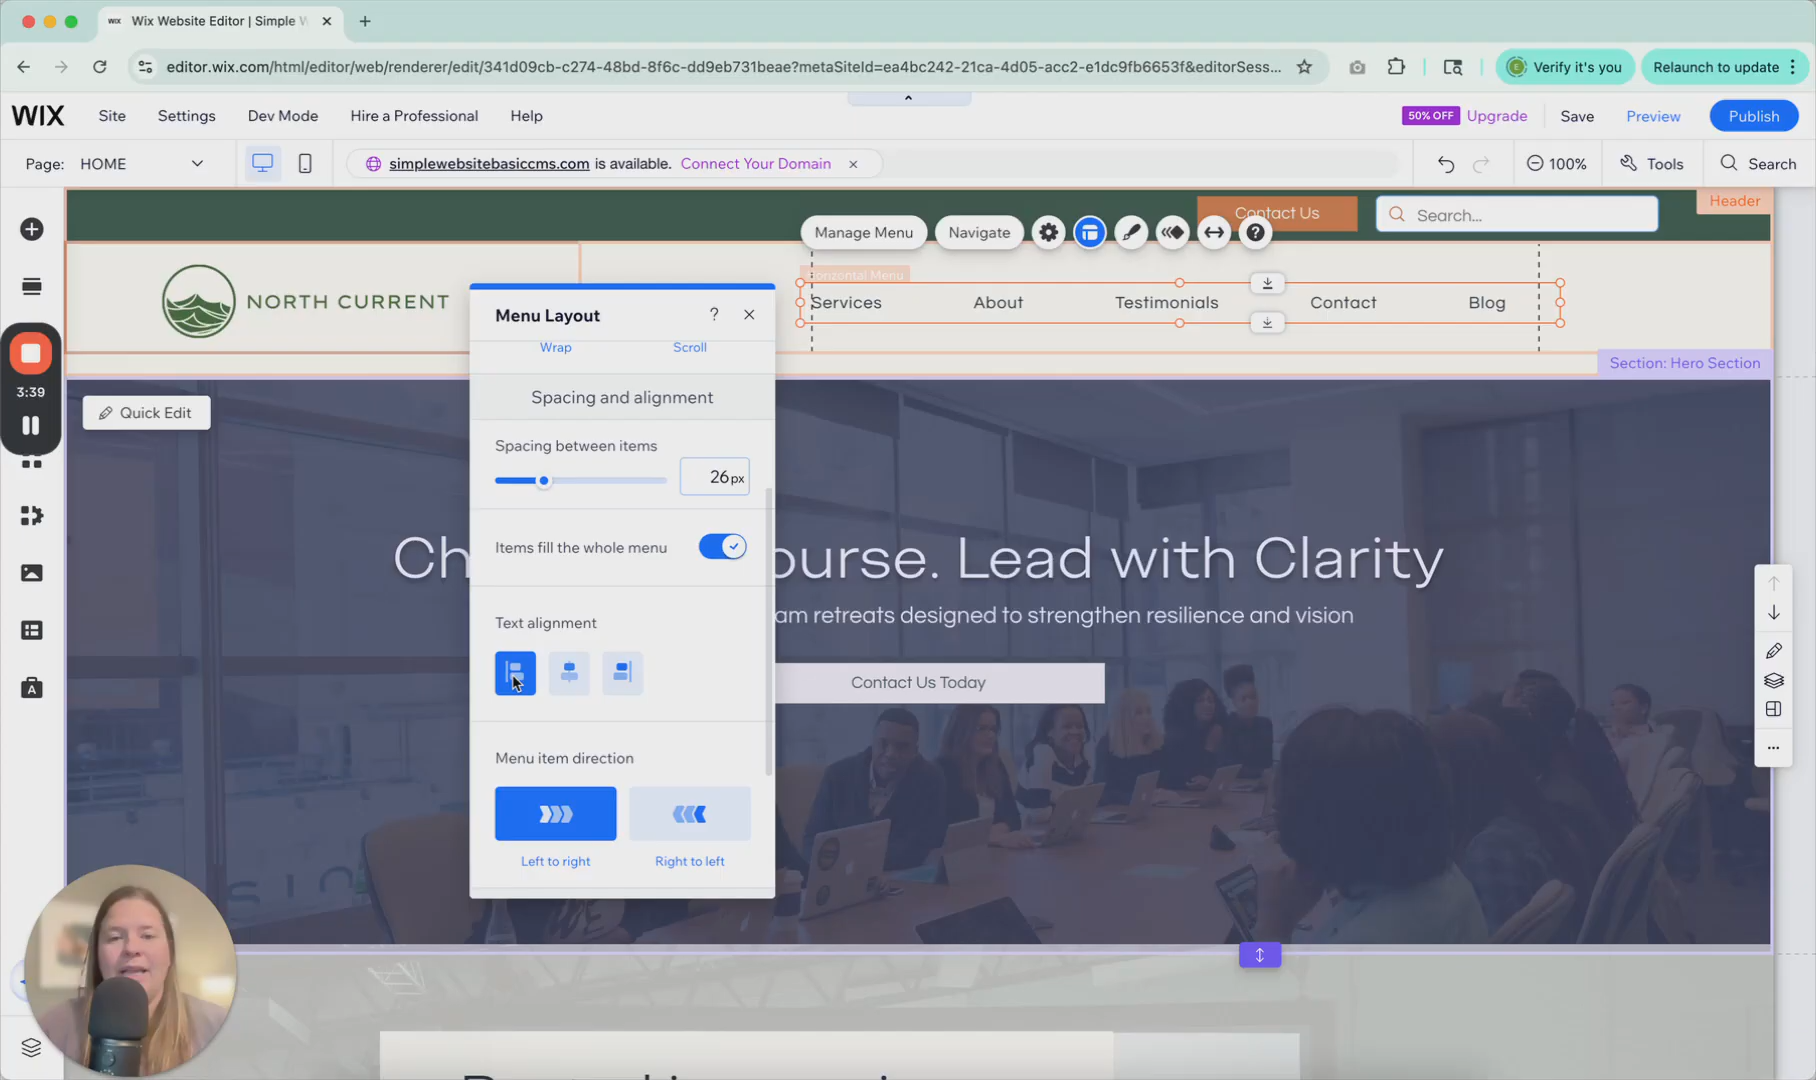 WIX Wix Website Editor | Simple W
editor.wix.com/html/editor/web/renderer/edit/341d09cb-c274-48bd-8f6c-dd9eb731beae?metaSiteId=ea4bc242-21ca-4d05-acc2-e1dc9fb6653f&editorSess...
Verify it's you
Relaunch to update
WIX Site Settings Dev Mode Hire a Professional Help
50% OFF Upgrade Save Preview Publish
Page: HOME
simplewebsitebasiccms.com is available. Connect Your Domain
100% Tools Search
Header
Contact Us
Search...
Manage Menu Navigate
Horizontal Menu
NORTH CURRENT
Services About Testimonials Contact Blog
Section: Hero Section
3:39
Quick Edit
Menu Layout ?
Wrap Scroll
Spacing and alignment
Spacing between items
26px
Items fill the whole menu
Text alignment
Menu item direction
Left to right Right to left
Ch ourse. Lead with Clarity
am retreats designed to strengthen resilience and vision
Contact Us Today
A